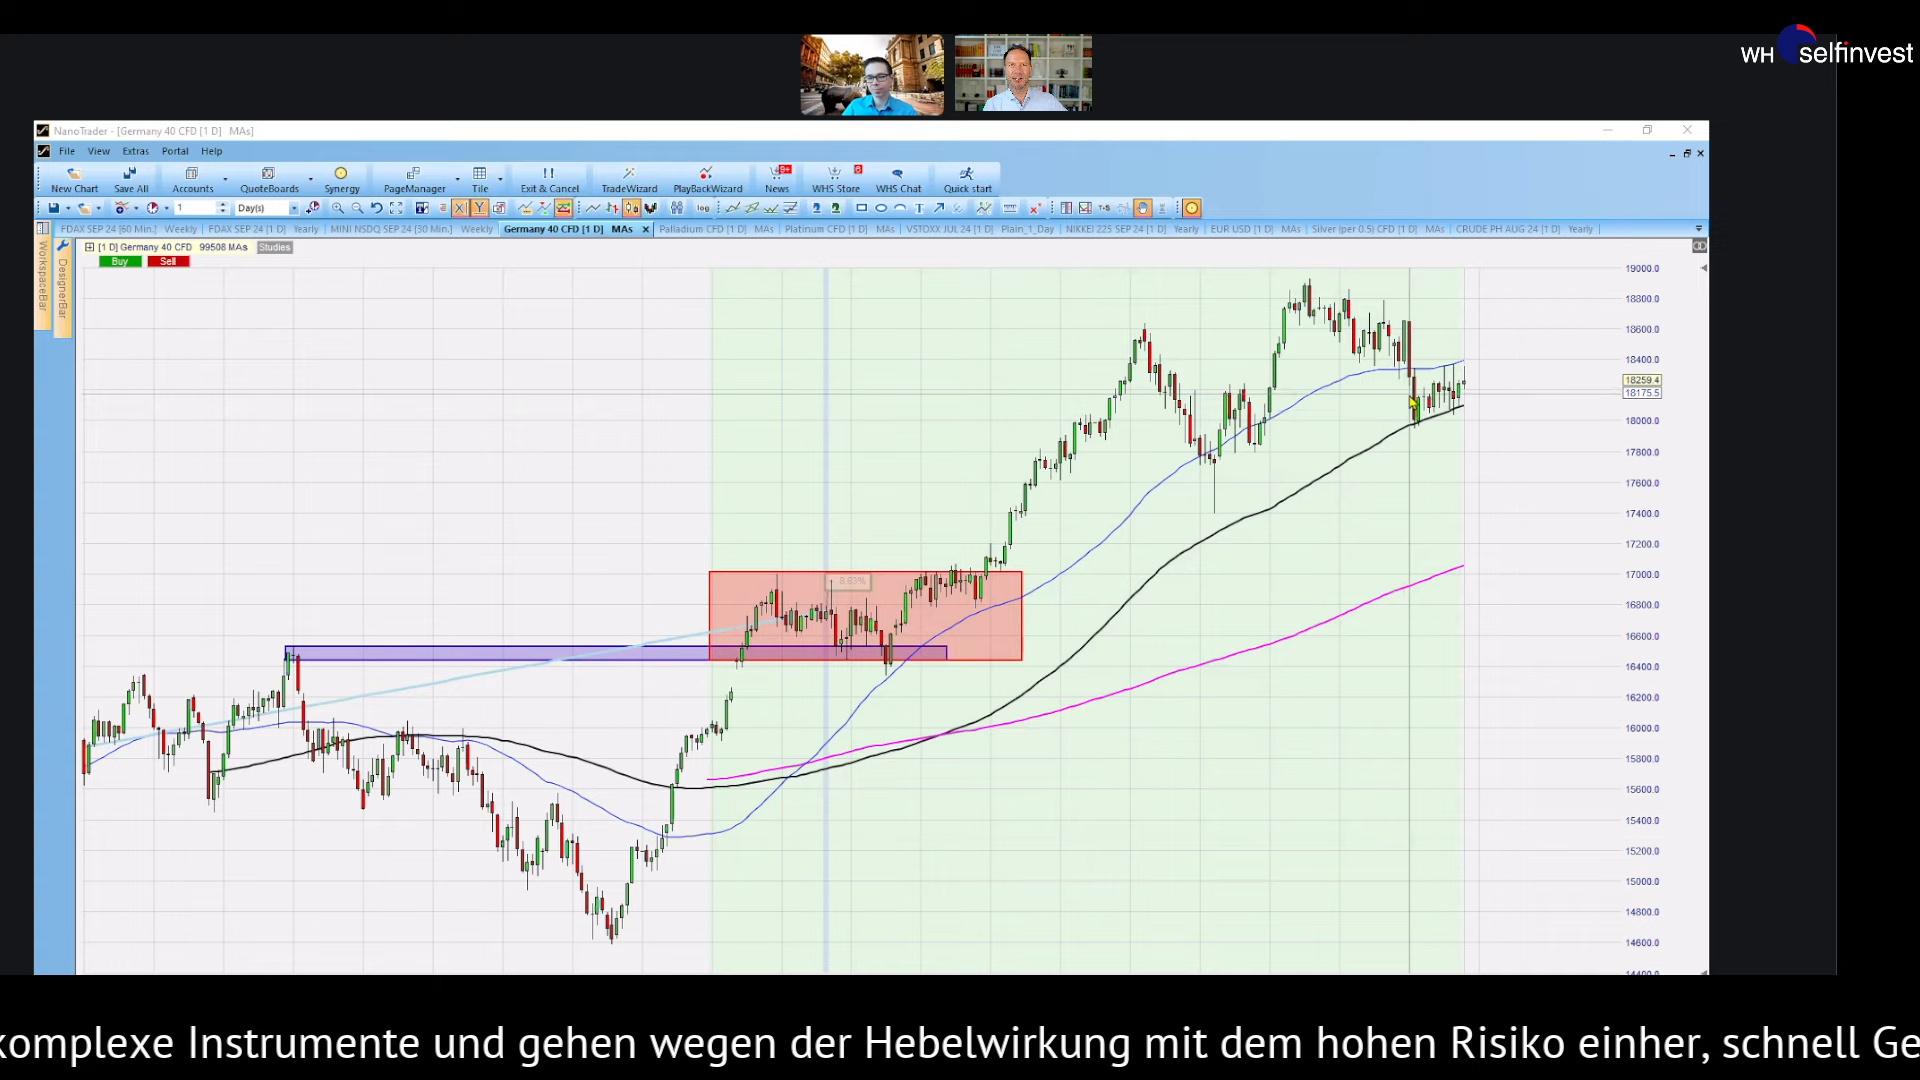 WH selfinvest
NanoTrader - [Germany 40 CFD [1 D] MAs]
File View Extras Portal Help
New Chart Save All Accounts QuoteBoards Synergy PageManager Tile Exit & Cancel TradeWizard PlayBackWizard News WHS Store WHS Chat Quick start
1 Day(s) log
FDAX SEP 24 [60 Min.] Weekly FDAX SEP 24 [1 D] Yearly MINI NSDQ SEP 24 [30 Min.] Weekly Germany 40 CFD [1 D] MAs Palladium CFD [1 D] MAs Platinum CFD [1 D] MAs VSTOXX JUL 24 [1 D] Plain_1_Day NIKKEI 225 SEP 24 [1 D] Yearly EUR USD [1 D] MAs Silver (per 0.5) CFD [1 D] MAs CRUDE PH AUG 24 [1 D] Yearly
[1 D] Germany 40 CFD 99508 MAs Studies
Buy Sell
WorkspaceBar
DesignerBar
19000.0
18800.0
18600.0
18400.0
18259.4
18175.5
18000.0
17800.0
17600.0
17400.0
17200.0
17000.0
8.83%
16800.0
16600.0
16400.0
16200.0
16000.0
15800.0
15600.0
15400.0
15200.0
15000.0
14800.0
14600.0
14400.0
komplexe Instrumente und gehen wegen der Hebelwirkung mit dem hohen Risiko einher, schnell Ge